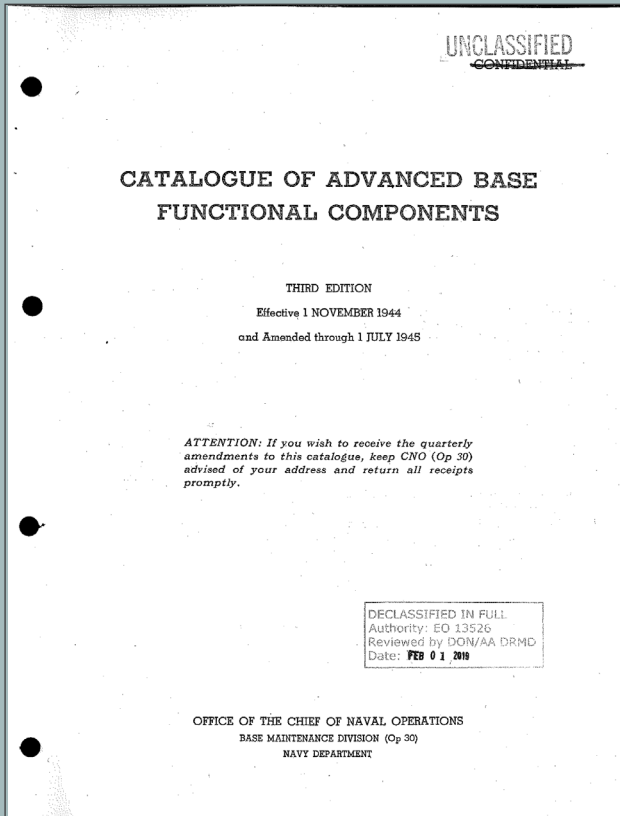 UNCLASSIFIED
CONFIDENTIAL
CATALOGUE OF ADVANCED BASE
FUNCTIONAL COMPONENTS
THIRD EDITION
Effective 1 NOVEMBER 1944
and Amended through 1 JULY 1945
ATTENTION: If you wish to receive the quarterly
amendments to this catalogue, keep CNO (Op 30)
advised of your address and return all receipts
promptly.
DECLASSIFIED IN FULL
Authority: EO 13526
Reviewed by DON/AA DRMD
Date: FEB 01 2019
OFFICE OF THE CHIEF OF NAVAL OPERATIONS
BASE MAINTENANCE DIVISION (Op 30)
NAVY DEPARTMENT